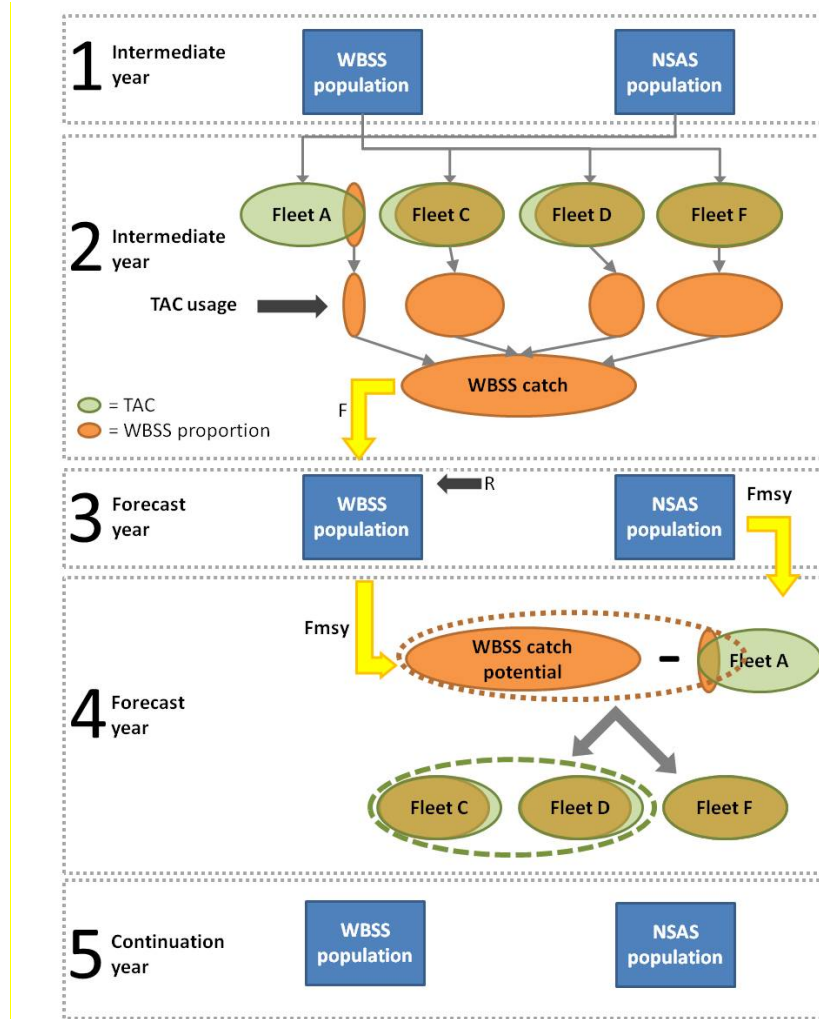 1 Intermediate
year
WBSS
population
NSAS
population
2 Intermediate
year
Fleet A
Fleet C
Fleet D
Fleet F
TAC usage
WBSS catch
= TAC
= WBSS proportion
F
3 Forecast
year
WBSS
population
R
NSAS
population
Fmsy
4 Forecast
year
Fmsy
WBSS catch
potential
-
Fleet A
Fleet C
Fleet D
Fleet F
5 Continuation
year
WBSS
population
NSAS
population